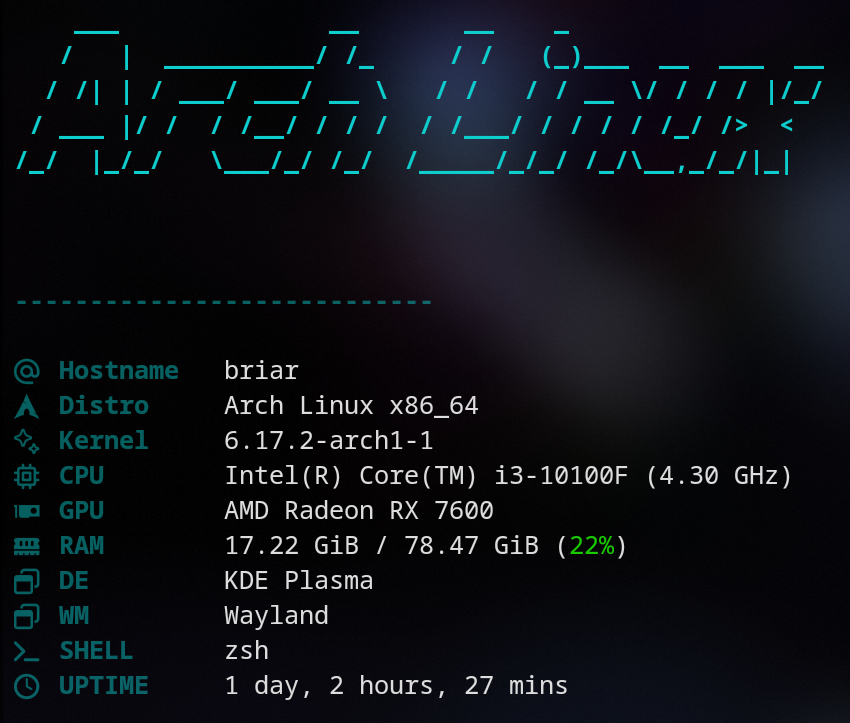 Arch Linux
----------------------------
Hostname briar
Distro Arch Linux x86_64
Kernel 6.17.2-arch1-1
CPU Intel(R) Core(TM) i3-10100F (4.30 GHz)
GPU AMD Radeon RX 7600
RAM 17.22 GiB / 78.47 GiB (22%)
DE KDE Plasma
WM Wayland
SHELL zsh
UPTIME 1 day, 2 hours, 27 mins